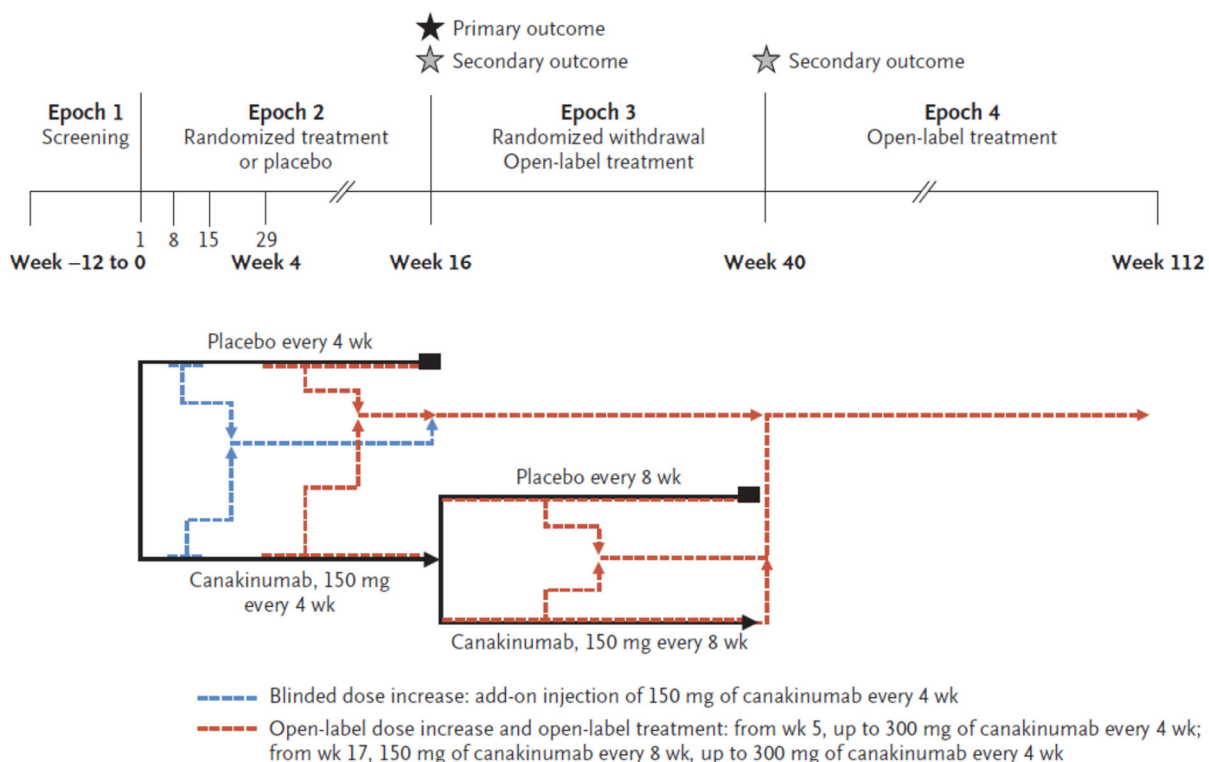 Primary outcome
Secondary outcome
Secondary outcome
Epoch 1
Screening
Epoch 2
Randomized treatment
or placebo
Epoch 3
Randomized withdrawal
Open-label treatment
Epoch 4
Open-label treatment
1 8 15 29
Week –12 to 0 Week 4 Week 16 Week 40 Week 112
Placebo every 4 wk
Placebo every 8 wk
Canakinumab, 150 mg
every 4 wk
Canakinumab, 150 mg every 8 wk
Blinded dose increase: add-on injection of 150 mg of canakinumab every 4 wk
Open-label dose increase and open-label treatment: from wk 5, up to 300 mg of canakinumab every 4 wk;
from wk 17, 150 mg of canakinumab every 8 wk, up to 300 mg of canakinumab every 4 wk